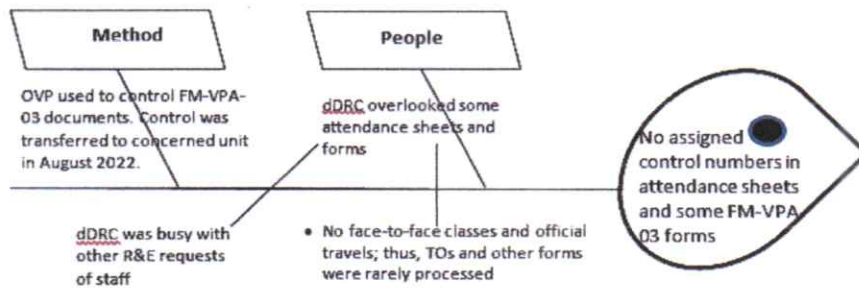 Method
People
OVP used to control FM-VPA-
03 documents. Control was
transferred to concerned unit
in August 2022.
dDRC overlooked some
attendance sheets and
forms
No assigned
control numbers in
attendance sheets
and some FM-VPA
03 forms
dDRC was busy with
other R&E requests
of staff
• No face-to-face classes and official
travels; thus, TOs and other forms
were rarely processed